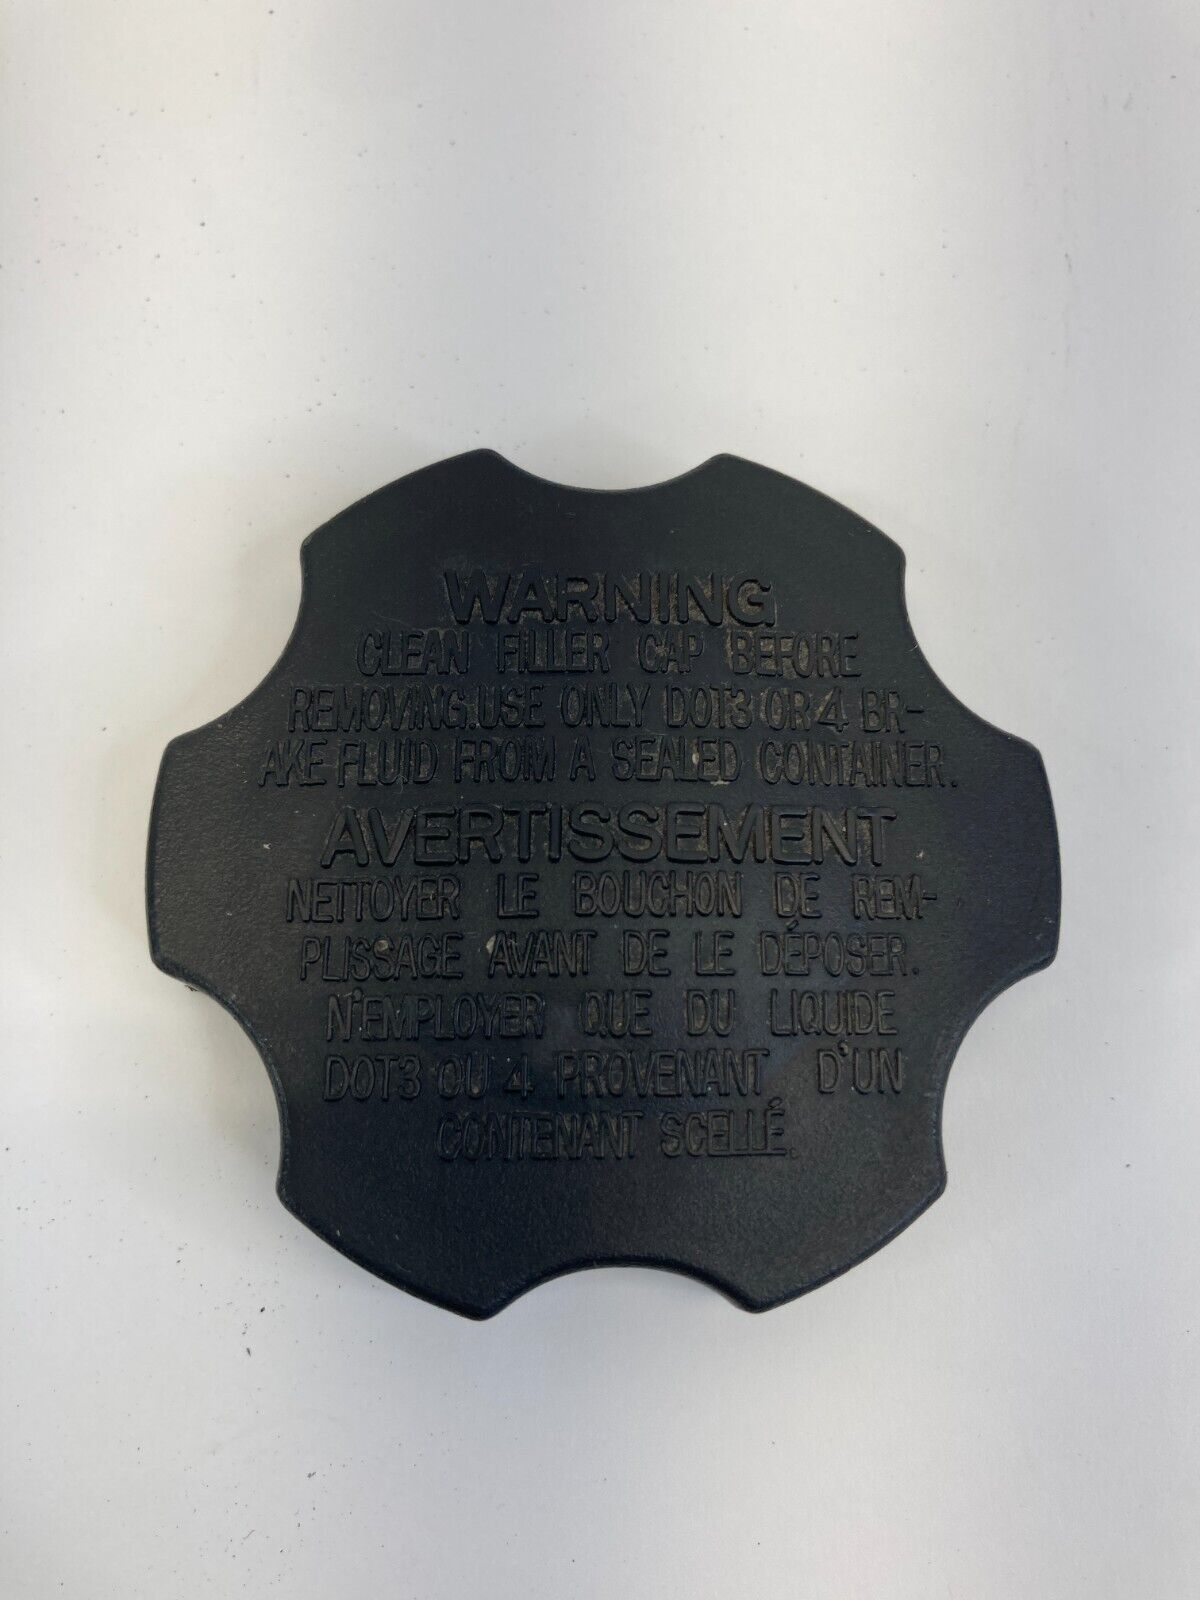 WARNING
CLEAN FILLER CAP BEFORE
REMOVING.USE ONLY DOT3 OR 4 BR-
AKE FLUID FROM A SEALED CONTAINER.
AVERTISSEMENT
NETTOYER LE BOUCHON DE REM-
PLISSAGE AVANT DE LE DÉPOSER.
N'EMPLOYER QUE DU LIQUIDE
DOT3 OU 4 PROVENANT D'UN
CONTENANT SCELLÉ.